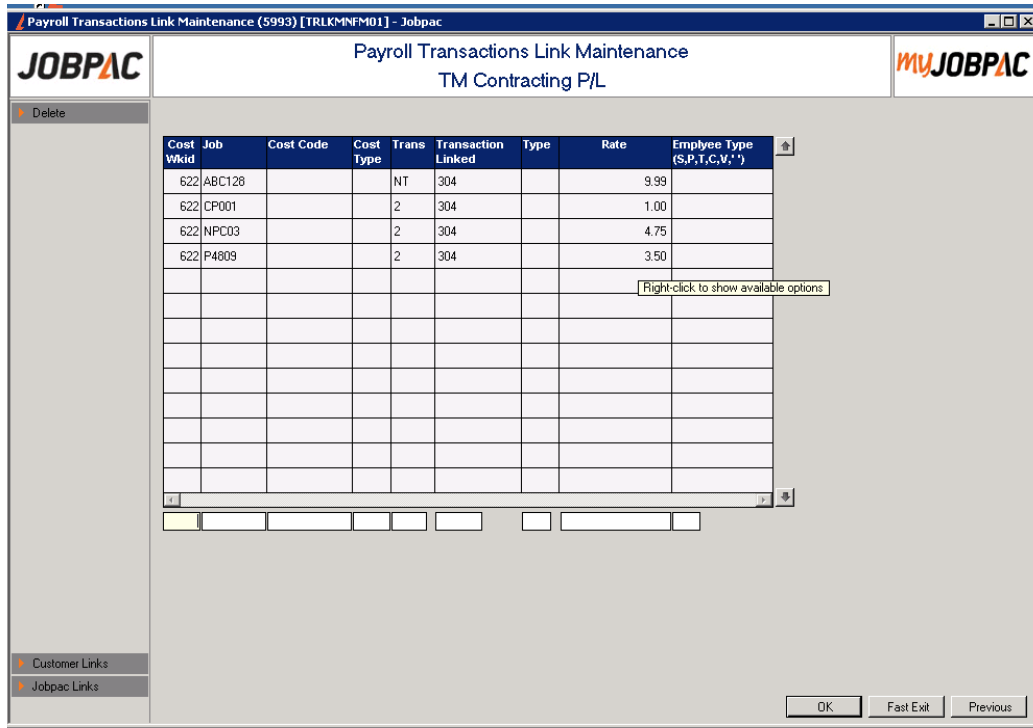 Payroll Transactions Link Maintenance (5993) [TRLKMNFM01] - Jobpac
JOBPAC
Payroll Transactions Link Maintenance
TM Contracting P/L
MYJOBPAC
Delete
Cost Wkid Job Cost Code Cost Type Trans Transaction Linked Type Rate Emplyee Type (S,P,T,C,V,' ')
622 ABC128 NT 304 9.99
622 CP001 2 304 1.00
622 NPC03 2 304 4.75
622 P4809 2 304 3.50
Right-click to show available options
Customer Links
Jobpac Links
OK Fast Exit Previous